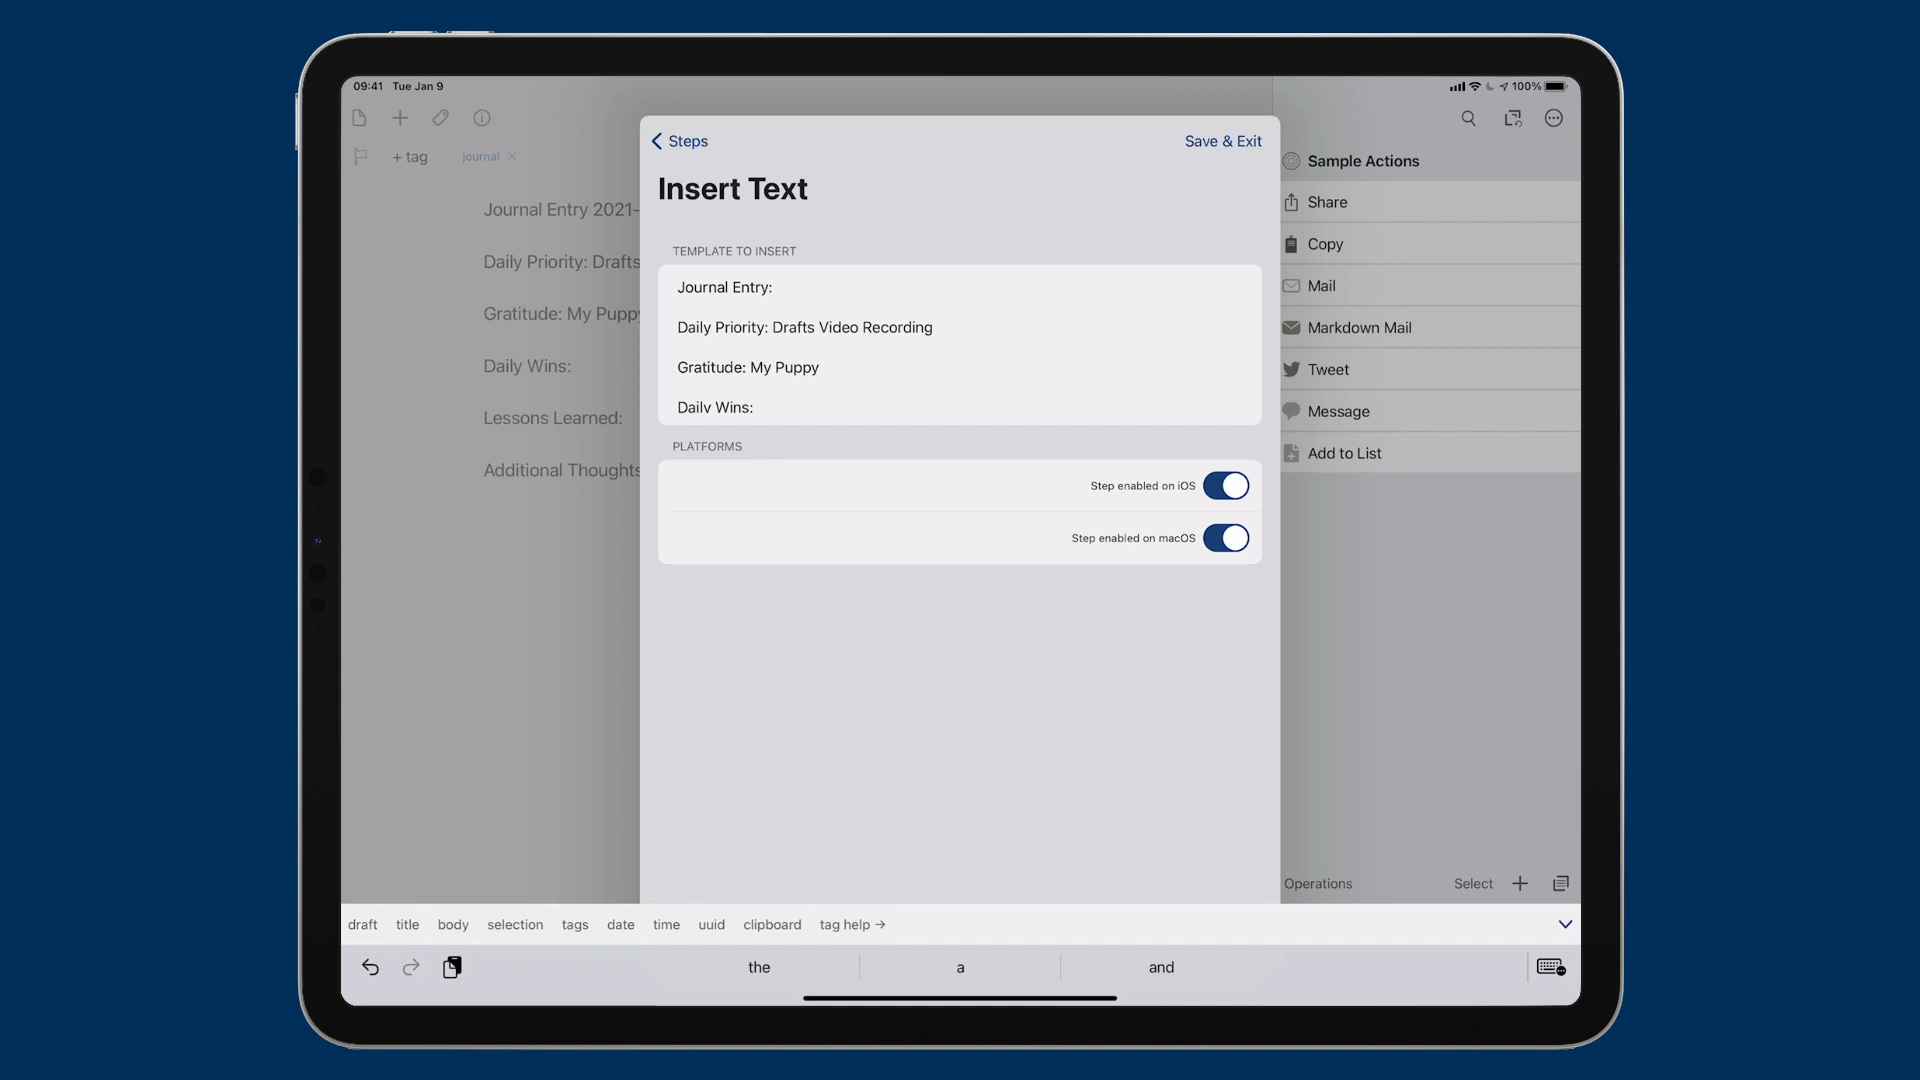 09:41 Tue Jan 9
100%
+ tag journal
Journal Entry 2021-
Daily Priority: Drafts
Gratitude: My Puppy
Daily Wins:
Lessons Learned:
Additional Thoughts
Steps
Save & Exit
Insert Text
TEMPLATE TO INSERT
Journal Entry:
Daily Priority: Drafts Video Recording
Gratitude: My Puppy
Daily Wins:
PLATFORMS
Step enabled on iOS
Step enabled on macOS
Sample Actions
Share
Copy
Mail
Markdown Mail
Tweet
Message
Add to List
Operations Select
draft title body selection tags date time uuid clipboard tag help →
the a and